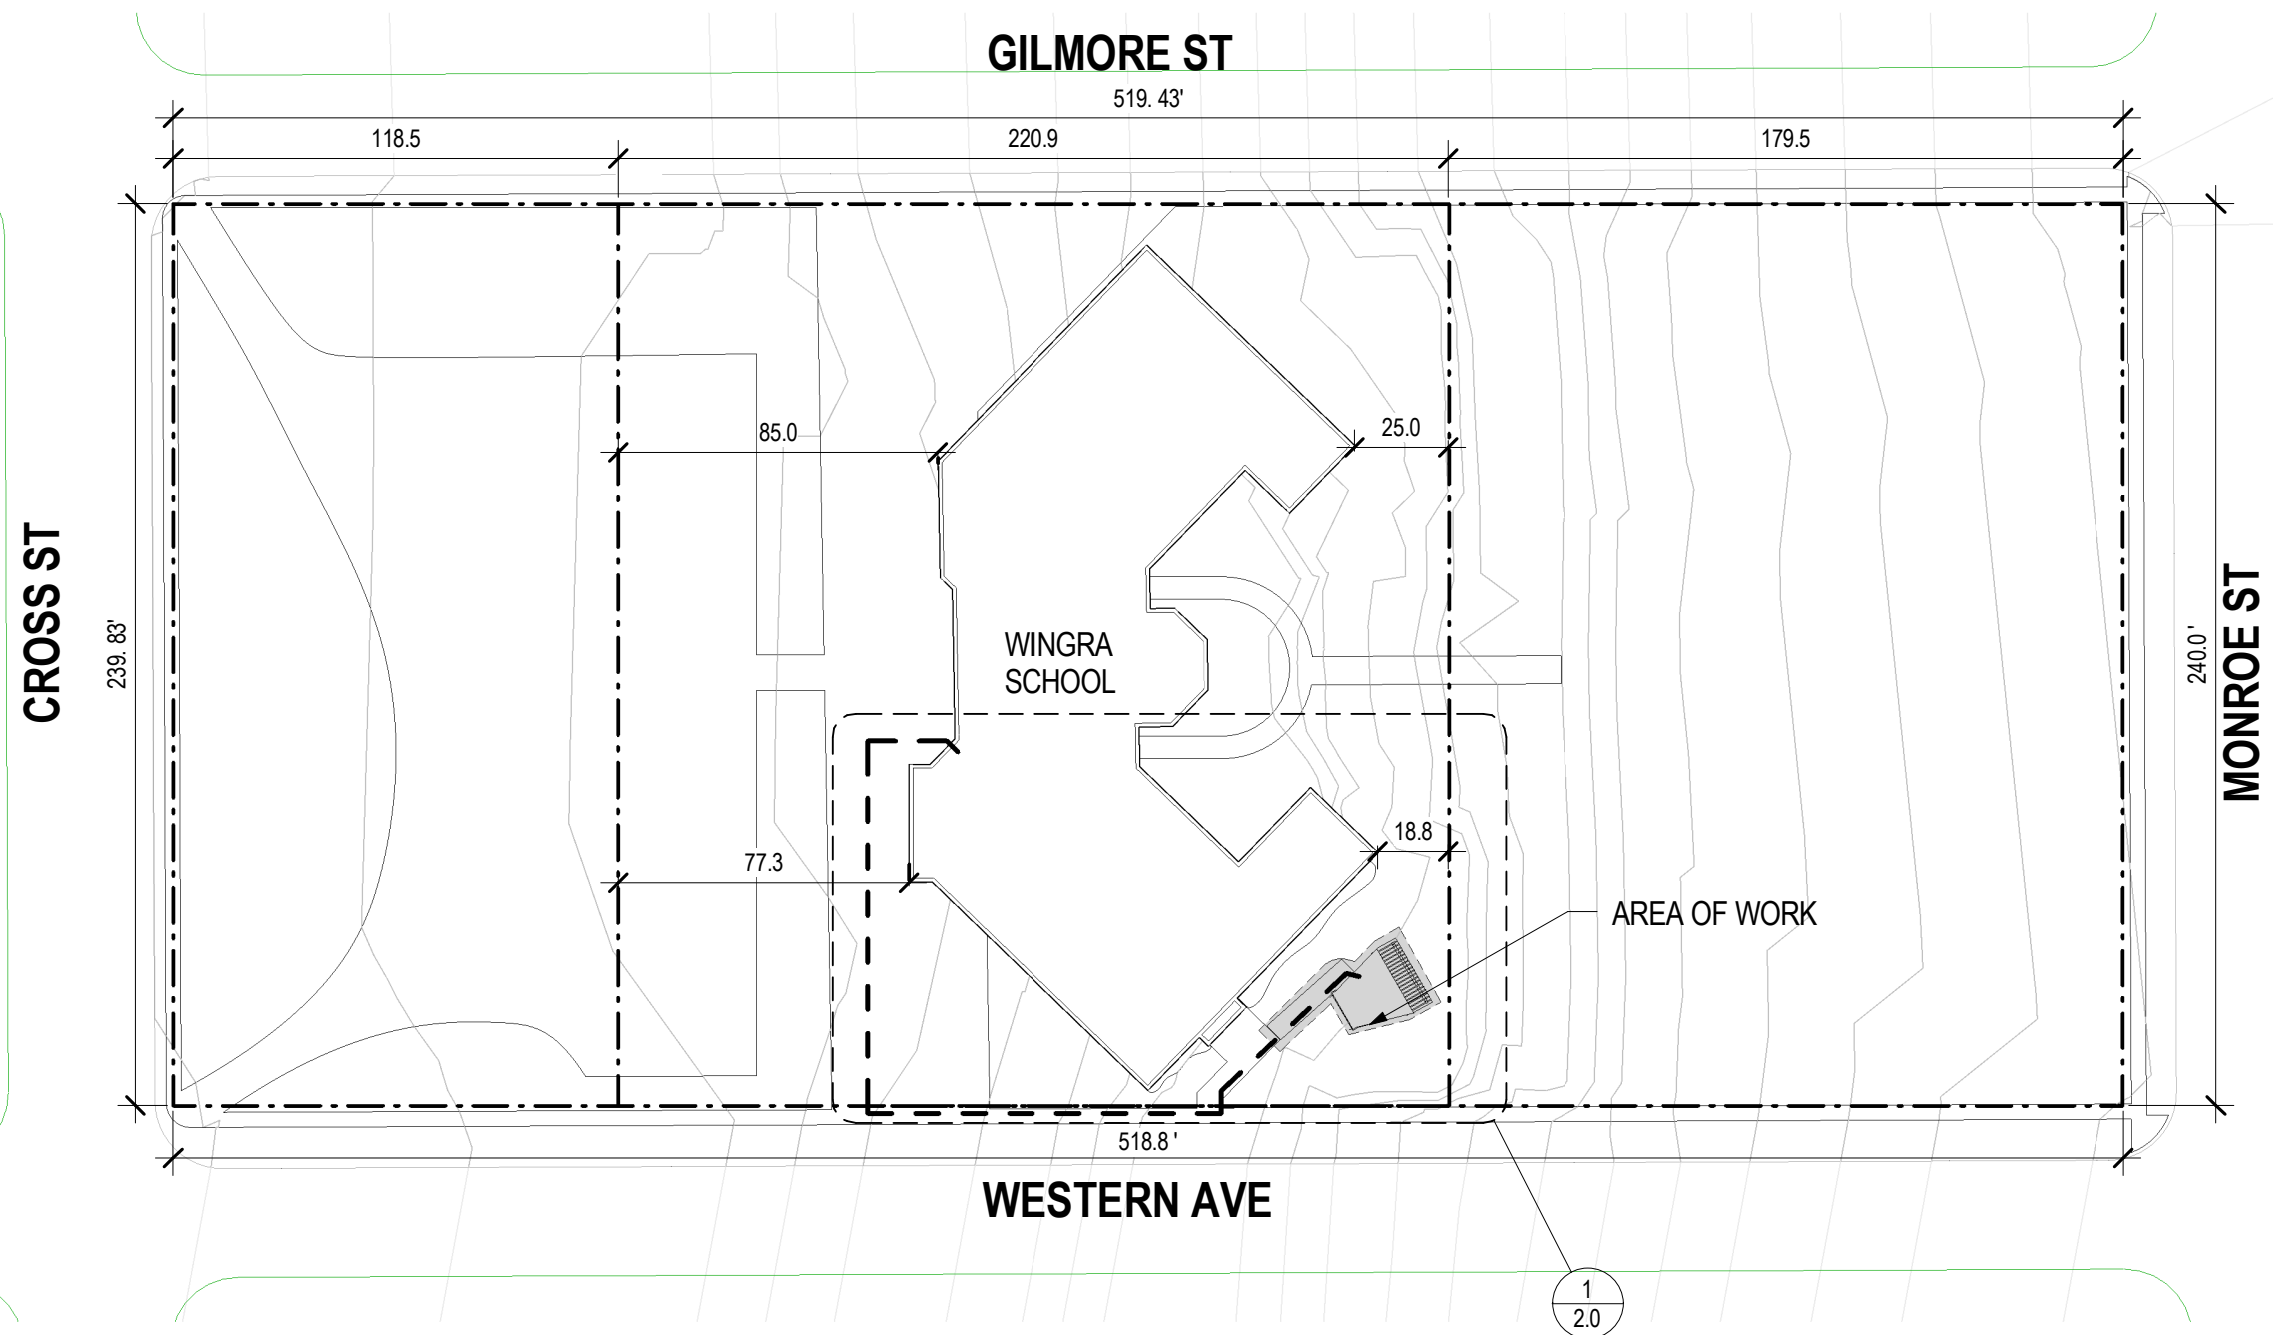 GILMORE ST
519. 43'
118.5
220.9
179.5
85.0
25.0
CROSS ST
239. 83'
WINGRA
SCHOOL
MONROE ST
240.0 '
18.8
77.3
AREA OF WORK
518.8 '
WESTERN AVE
1
2.0